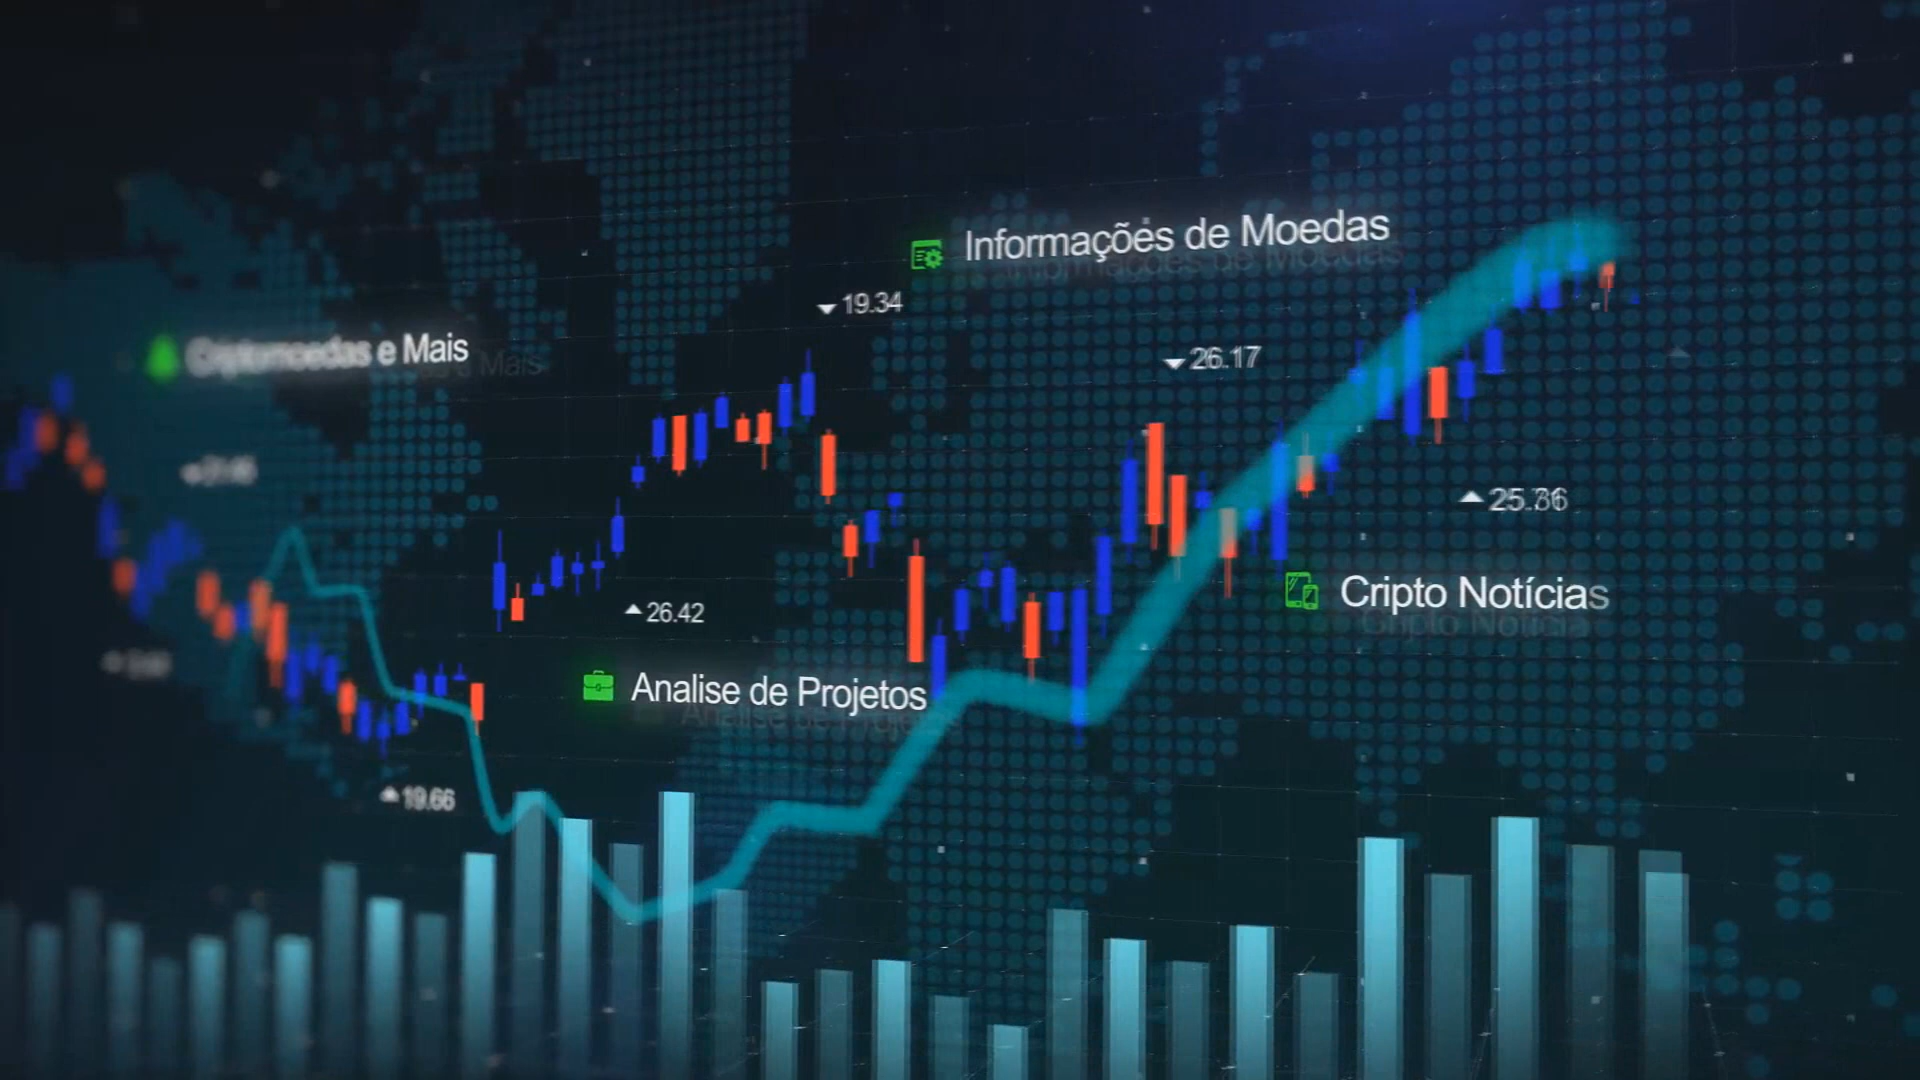 Informações de Moedas
19.34
Criptomoedas e Mais
26.17
25.
26.42
Cripto Notícias
Analise de Projetos
19.66